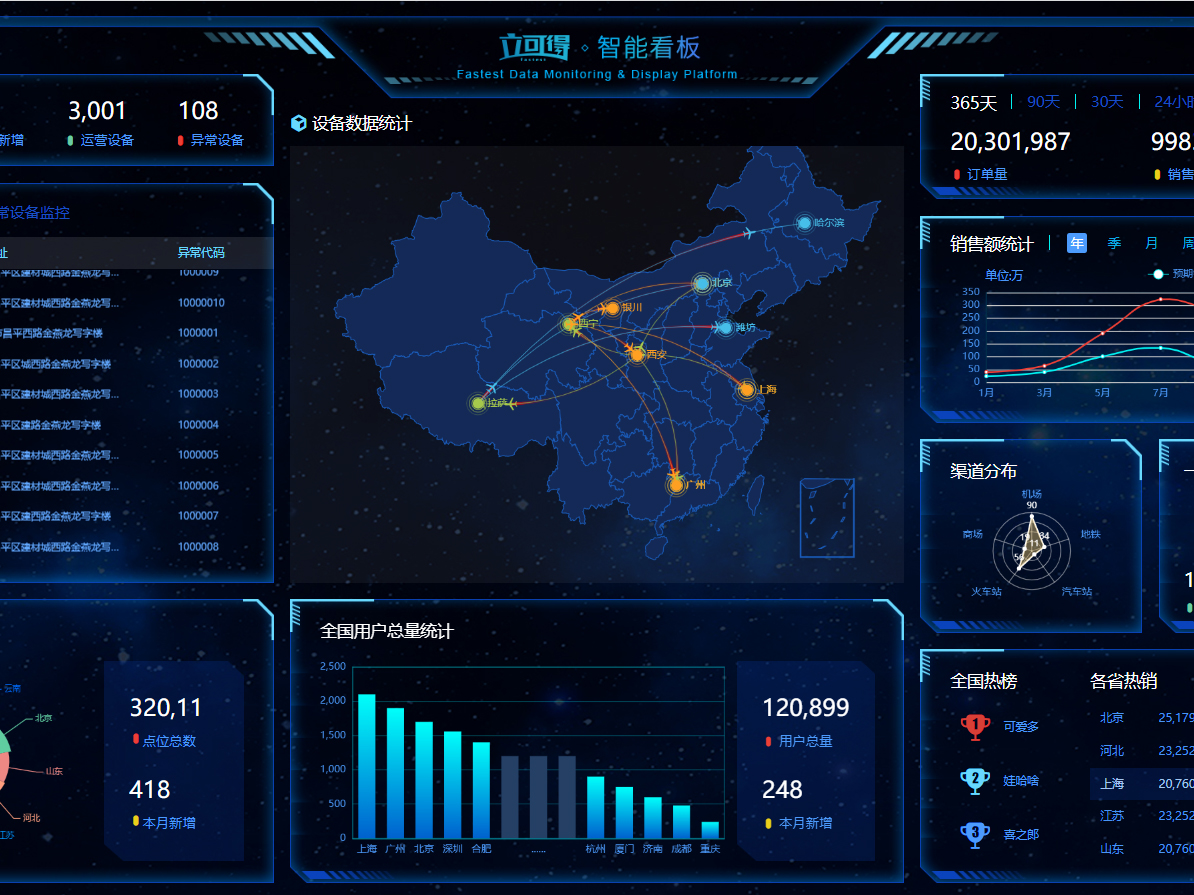 立可得 ◇ 智能看板
Fastest
Fastest Data Monitoring & Display Platform
3,001 108
新增 运营设备 异常设备
常设备监控
址 异常代码
平区建材城西路金燕龙写... 1000009
平区建材城西路金燕龙写... 10000010
市昌平西路金燕龙写字楼 1000001
平区城西路金燕龙写字楼 1000002
平区建材城西路金燕龙写... 1000003
平区建路金燕龙写字楼 1000004
平区建材城西路金燕龙写... 1000005
平区建材城西路金燕龙写... 1000006
平区建西路金燕龙写字楼 1000007
平区建材城西路金燕龙写... 1000008
云南
北京
山东
河北
江苏
320,11
点位总数
418
本月新增
设备数据统计
哈尔滨
北京
银川
西宁
潍坊
西安
上海
拉萨
广州
全国用户总量统计
2,500
2,000
1,500
1,000
500
0
上海 广州 北京 深圳 合肥 ...... 杭州 厦门 济南 成都 重庆
120,899
用户总量
248
本月新增
365天 90天 30天 24小时
20,301,987 998.
订单量 销售
销售额统计 年 季 月 周
单位:万 预期
350
300
250
200
150
100
50
0
1月 3月 5月 7月
渠道分布
机场
90
商场 地铁
19 34
11
56
火车站 汽车站
一
1
全国热榜 各省热销
1 可爱多
2 娃哈啥
3 喜之郎
北京 25,179
河北 23,252
上海 20,760
江苏 23,252
山东 20,760